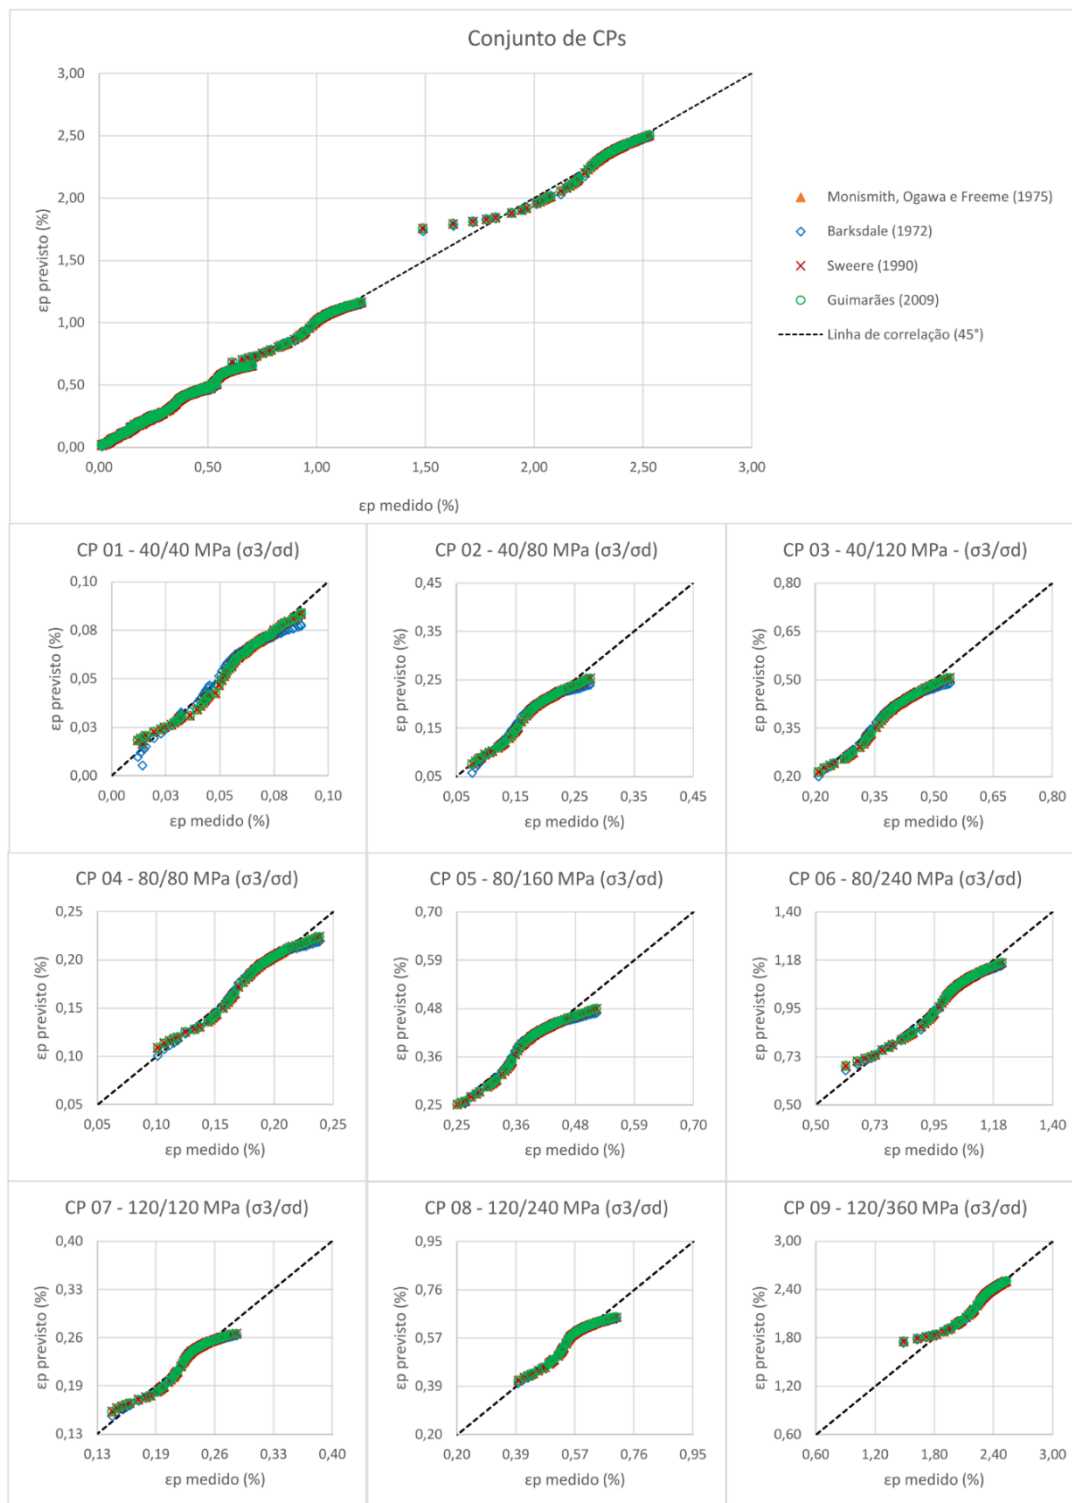 Conjunto de CPs
3,00
2,50
2,00
1,50
1,00
0,50
0,00
εp previsto (%)
0,00 0,50 1,00 1,50 2,00 2,50 3,00
εp medido (%)
Monismith, Ogawa e Freeme (1975)
Barksdale (1972)
Sweere (1990)
Guimarães (2009)
Linha de correlação (45°)
CP 01 - 40/40 MPa (σ3/σd)
0,10
0,08
0,05
0,03
0,00
εp previsto (%)
0,00 0,03 0,05 0,08 0,10
εp medido (%)
CP 02 - 40/80 MPa (σ3/σd)
0,45
0,35
0,25
0,15
0,05
εp previsto (%)
0,05 0,15 0,25 0,35 0,45
εp medido (%)
CP 03 - 40/120 MPa - (σ3/σd)
0,80
0,65
0,50
0,35
0,20
εp previsto (%)
0,20 0,35 0,50 0,65 0,80
εp medido (%)
CP 04 - 80/80 MPa (σ3/σd)
0,25
0,20
0,15
0,10
0,05
εp previsto (%)
0,05 0,10 0,15 0,20 0,25
εp medido (%)
CP 05 - 80/160 MPa (σ3/σd)
0,70
0,59
0,48
0,36
0,25
εp previsto (%)
0,25 0,36 0,48 0,59 0,70
εp medido (%)
CP 06 - 80/240 MPa (σ3/σd)
1,40
1,18
0,95
0,73
0,50
εp previsto (%)
0,50 0,73 0,95 1,18 1,40
εp medido (%)
CP 07 - 120/120 MPa (σ3/σd)
0,40
0,33
0,26
0,19
0,13
εp previsto (%)
0,13 0,19 0,26 0,33 0,40
εp medido (%)
CP 08 - 120/240 MPa (σ3/σd)
0,95
0,76
0,57
0,39
0,20
εp previsto (%)
0,20 0,39 0,57 0,76 0,95
εp medido (%)
CP 09 - 120/360 MPa (σ3/σd)
3,00
2,40
1,80
1,20
0,60
εp previsto (%)
0,60 1,20 1,80 2,40 3,00
εp medido (%)